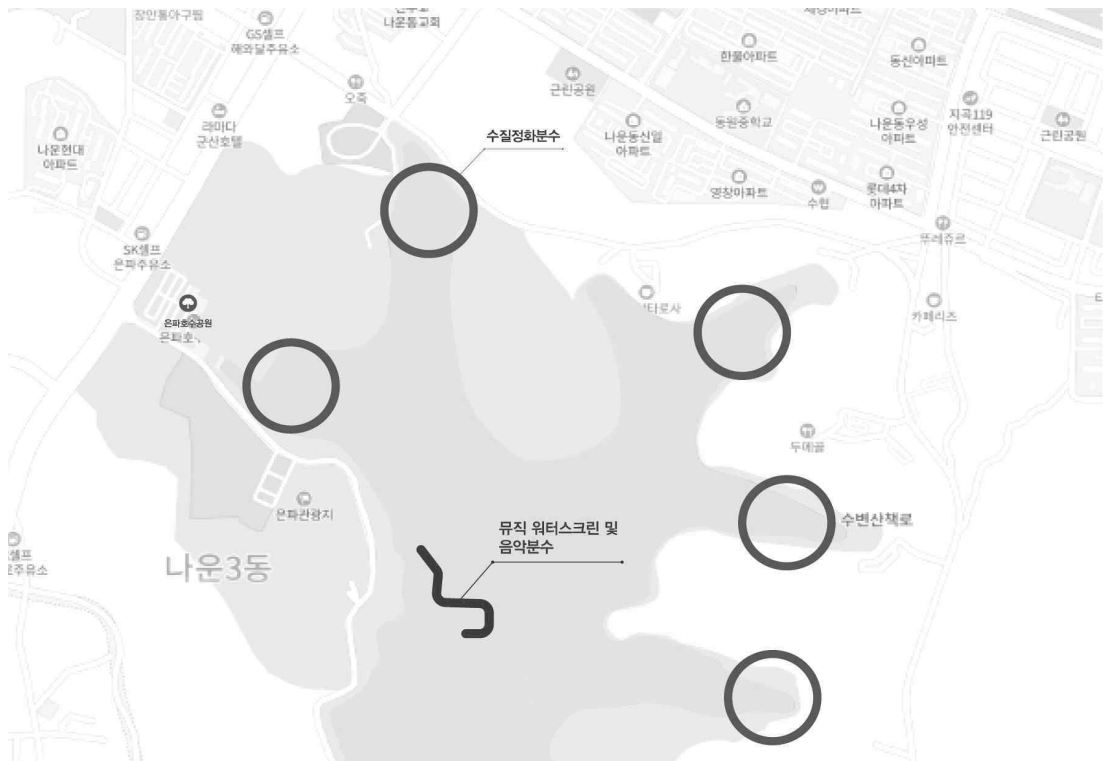 GS셀프
해와달주유소
나운동교회
한울아파트
동신아파트
오죽
근린공원
라마다
군산호텔
나운현대
아파트
수질정화분수
나운동신일
아파트
동원중학교
나운동우성
아파트
지곡119
안전센터
근린공원
영창아파트
수협
롯데4차
아파트
뚜레쥬르
SK셀프
은파주유소
은파호수공원
은파호
카페리즈
두메골
은파관광지
수변산책로
뮤직 워터스크린 및
음악분수
나운3동